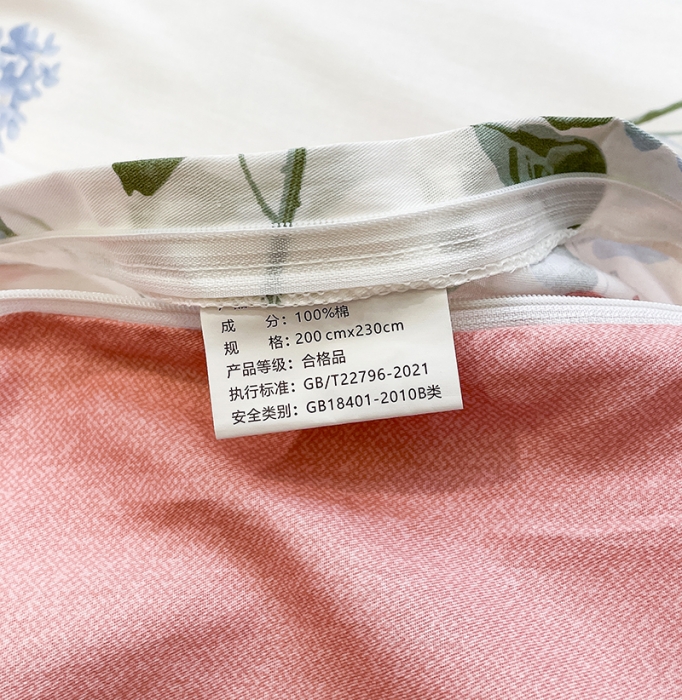 成 分：100%棉
规 格：200 cmx230cm
产品等级：合格品
执行标准：GB/T22796-2021
安全类别：GB18401-2010B类